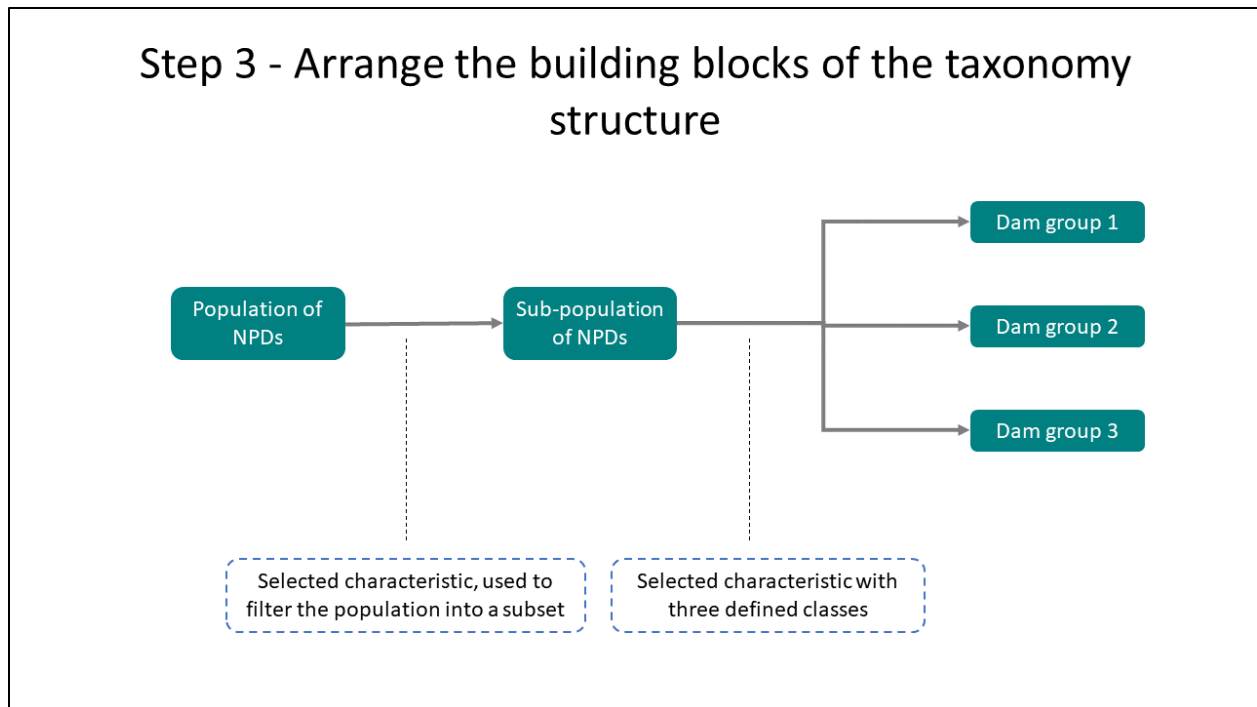 Step 3 - Arrange the building blocks of the taxonomy
structure
Dam group 1
Population of
NPDs
Sub-population
of NPDs
Dam group 2
Dam group 3
Selected characteristic, used to
filter the population into a subset
Selected characteristic with
three defined classes